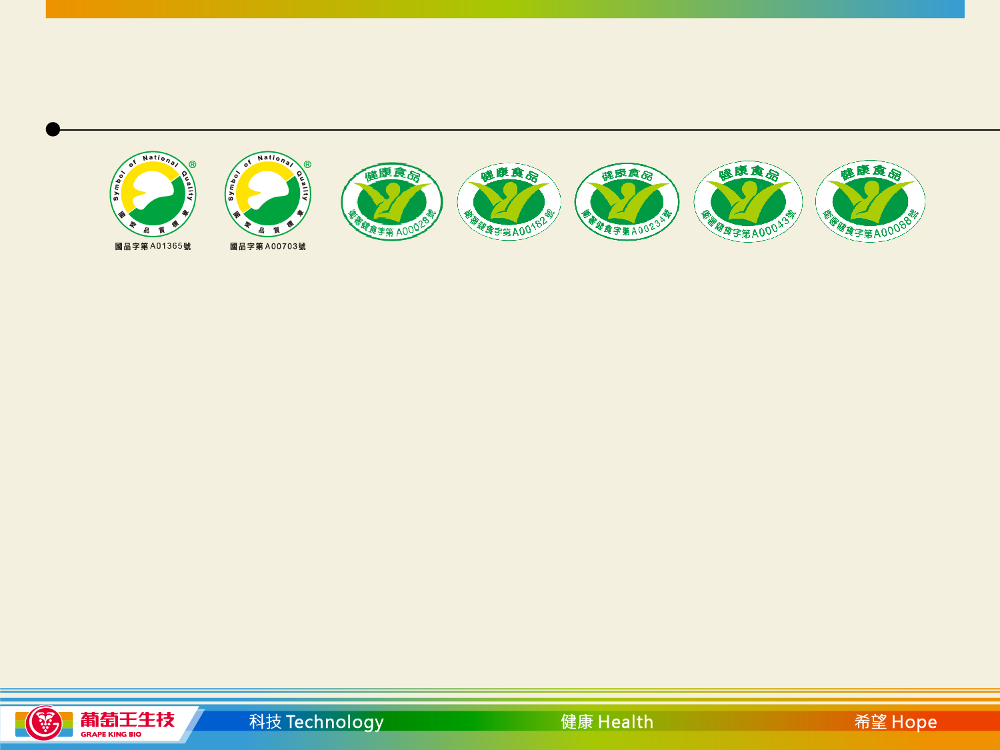 Symbol of National Quality ®
國家品質標章
國品字第A01365號
Symbol of National Quality ®
國家品質標章
國品字第A00703號
健康食品
衛署健食字第A00028號
健康食品
衛署健食字第A00182號
健康食品
衛署健食字第A00234號
健康食品
衛署健食字第A00043號
健康食品
衛署健食字第A00088號
葡萄王生技
GRAPE KING BIO
科技 Technology
健康 Health
希望 Hope